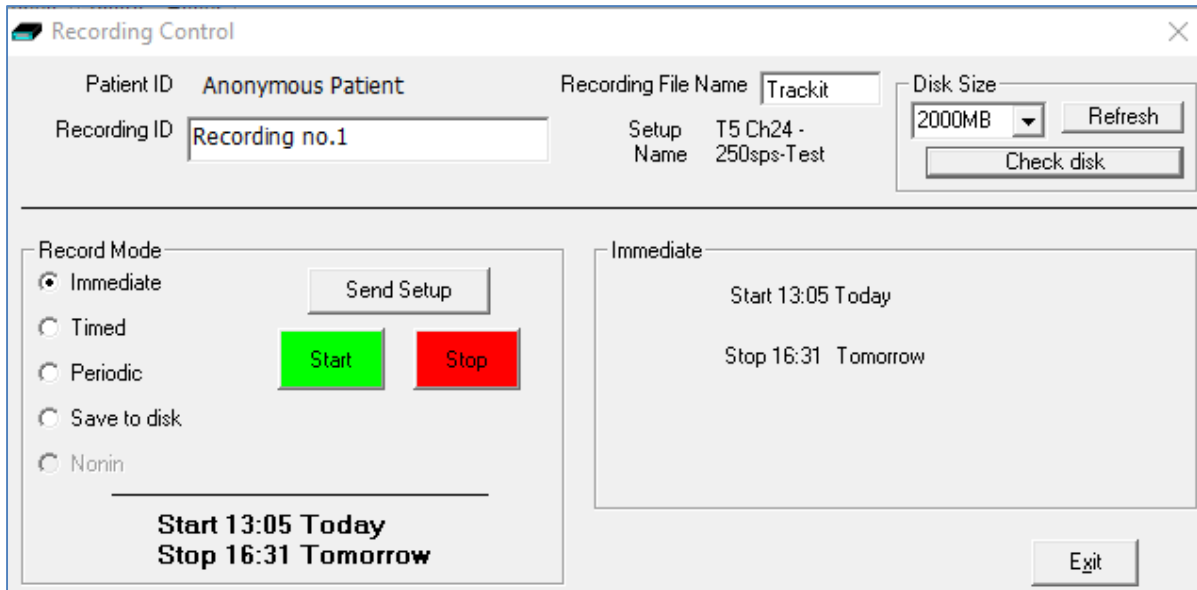 Recording Control
Patient ID Anonymous Patient
Recording File Name Trackit
Disk Size
2000MB Refresh
Check disk
Recording ID Recording no.1
Setup Name T5 Ch24 -
250sps-Test
Record Mode
Immediate
Send Setup
Timed
Start Stop
Periodic
Save to disk
Nonin
Start 13:05 Today
Stop 16:31 Tomorrow
Immediate
Start 13:05 Today
Stop 16:31 Tomorrow
Exit